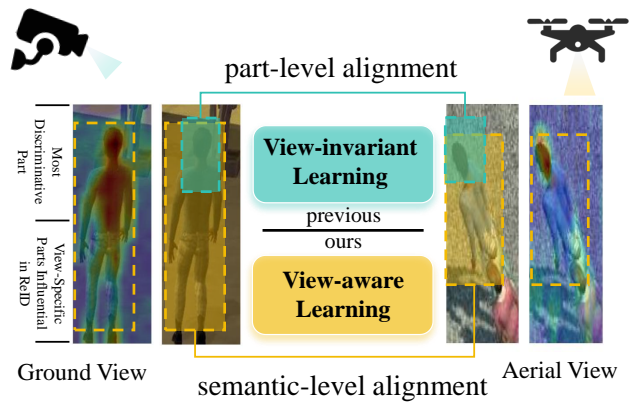 part-level alignment
Most
Discriminative
Part
View-Specific
Parts Influential
in ReID
View-invariant
Learning
previous
ours
View-aware
Learning
Ground View
Aerial View
semantic-level alignment